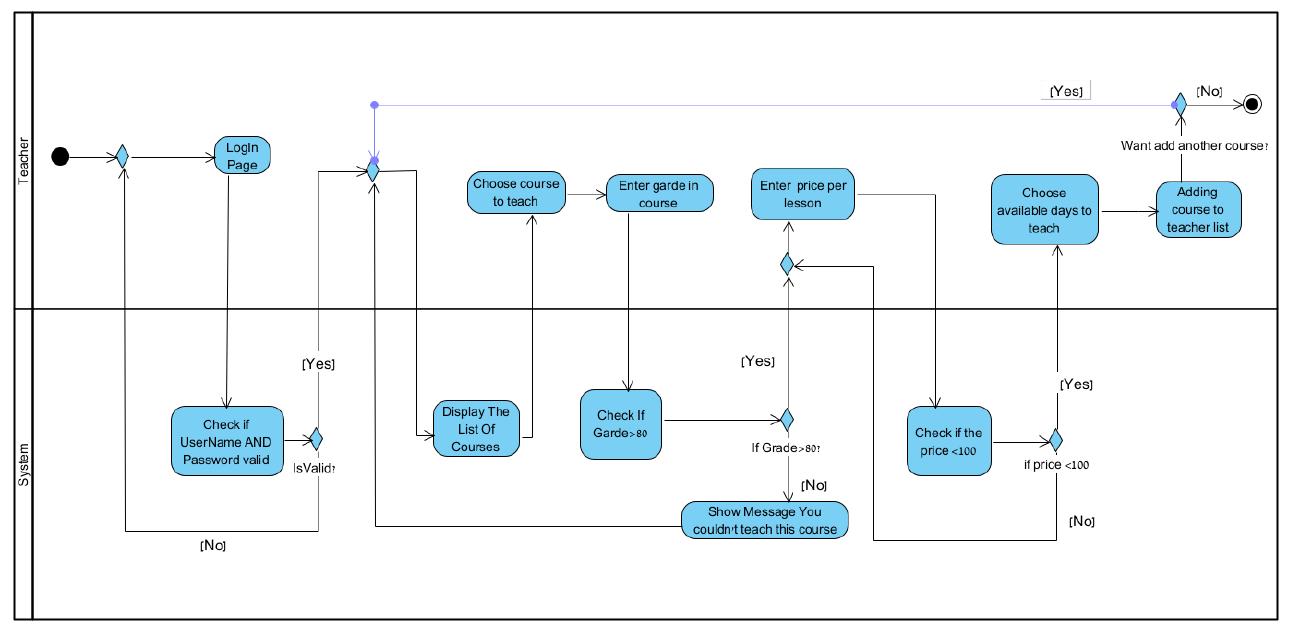 Teacher
System
LogIn
Page
Check if
UserName AND
Password valid
IsValid?
[Yes]
[No]
Display The
List Of
Courses
Choose course
to teach
Enter garde in
course
Check If
Garde>80
If Grade>80?
[Yes]
[No]
Show Message You
couldn't teach this course
Enter price per
lesson
Check if the
price <100
if price <100
[Yes]
[No]
Choose
available days to
teach
Adding
course to
teacher list
Want add another course?
[Yes]
[No]